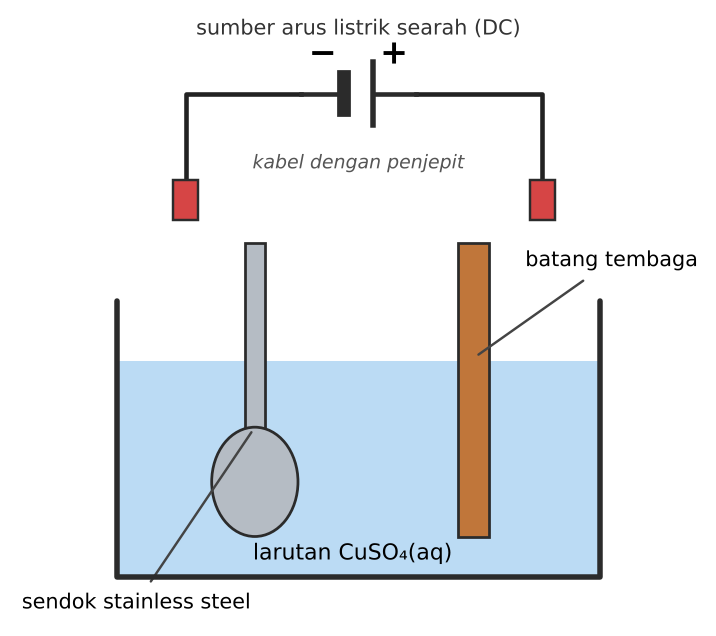 sumber arus listrik searah (DC)
− +
kabel dengan penjepit
batang tembaga
larutan CuSO₄(aq)
sendok stainless steel